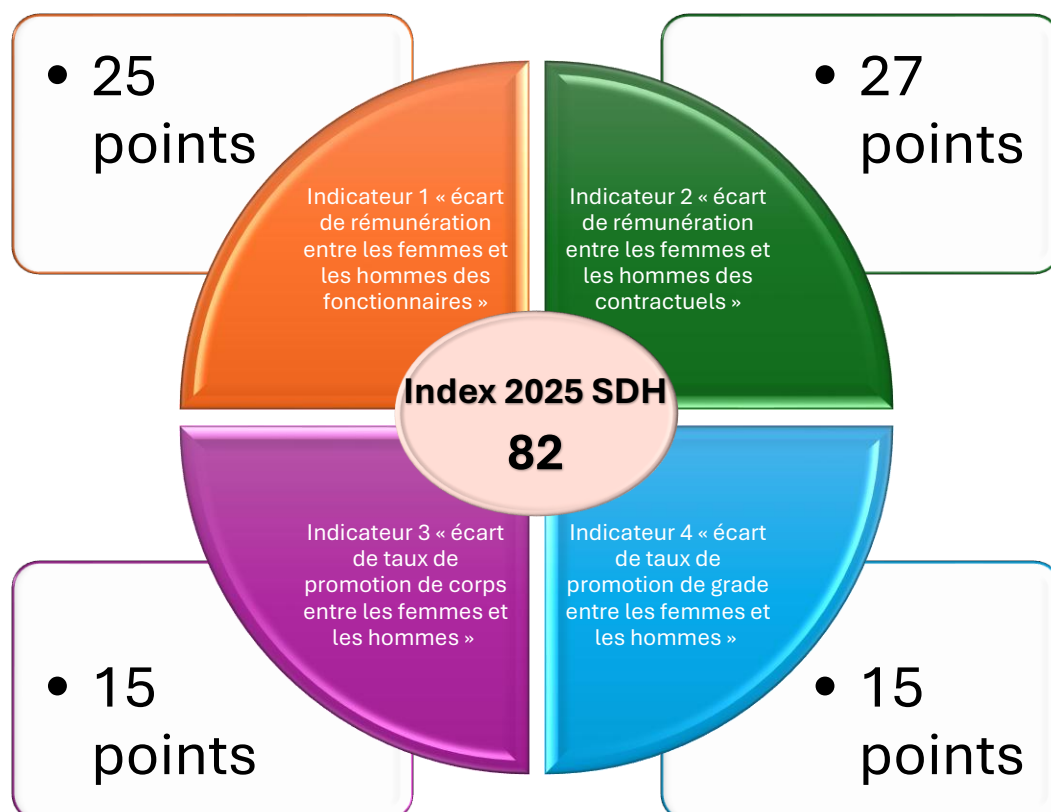 • 25
points
• 27
points
Indicateur 1 « écart
de rémunération
entre les femmes et
les hommes des
fonctionnaires »
Indicateur 2 « écart
de rémunération
entre les femmes et
les hommes des
contractuels »
Index 2025 SDH
82
Indicateur 3 « écart
de taux de
promotion de corps
entre les femmes et
les hommes »
Indicateur 4 « écart
de taux de
promotion de grade
entre les femmes et
les hommes »
• 15
points
• 15
points